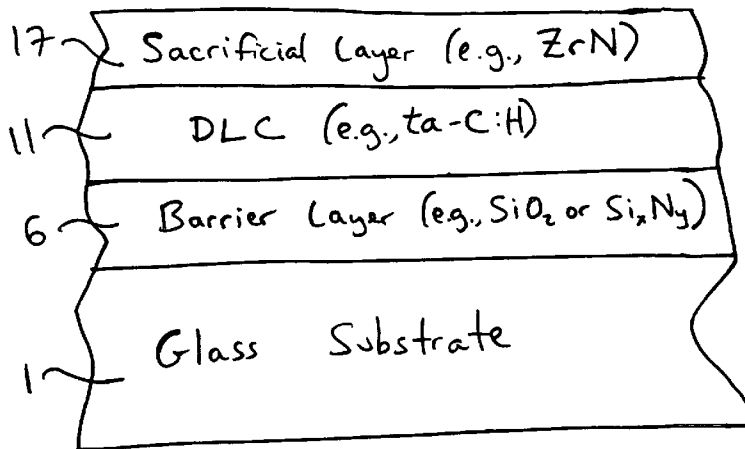 17 Sacrificial Layer (e.g., ZrN)
11 DLC (e.g., ta-C:H)
6 Barrier Layer (e.g., SiO₂ or SiₓNy)
1 Glass Substrate